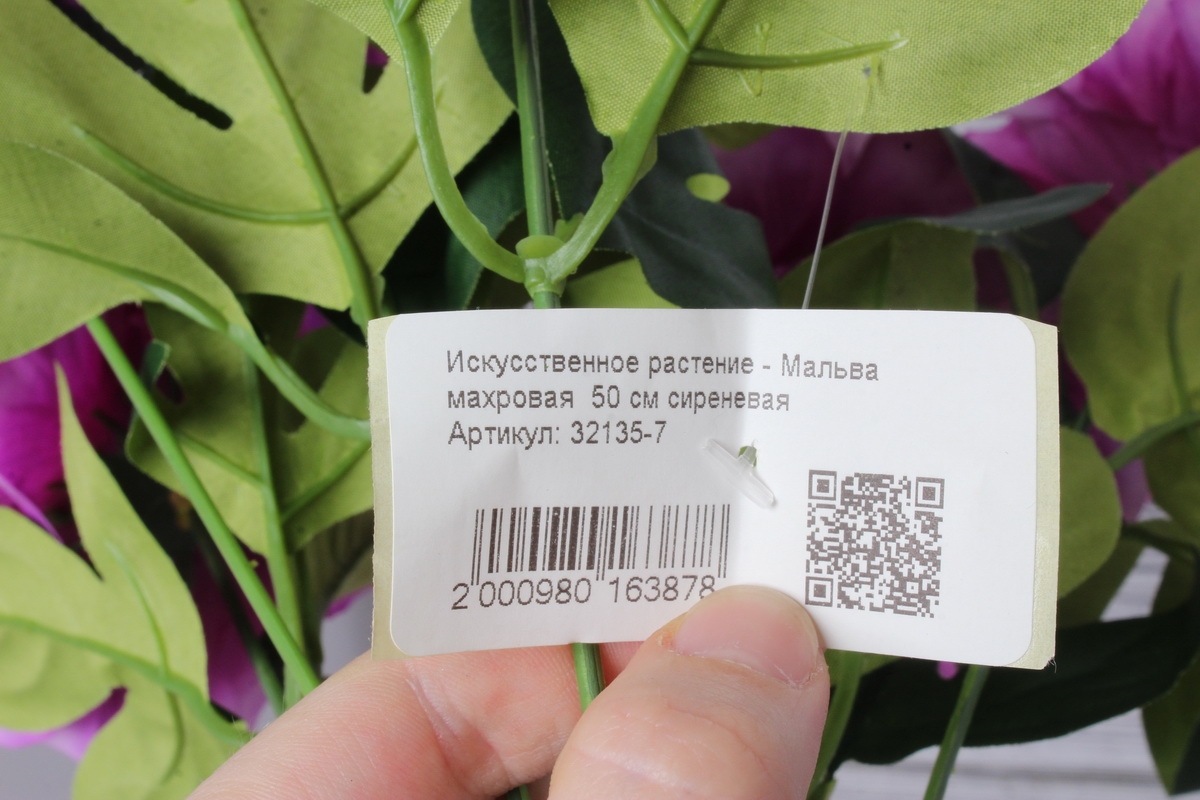 Искусственное растение - Мальва
махровая 50 см сиреневая
Артикул: 32135-7
2 000980 163878